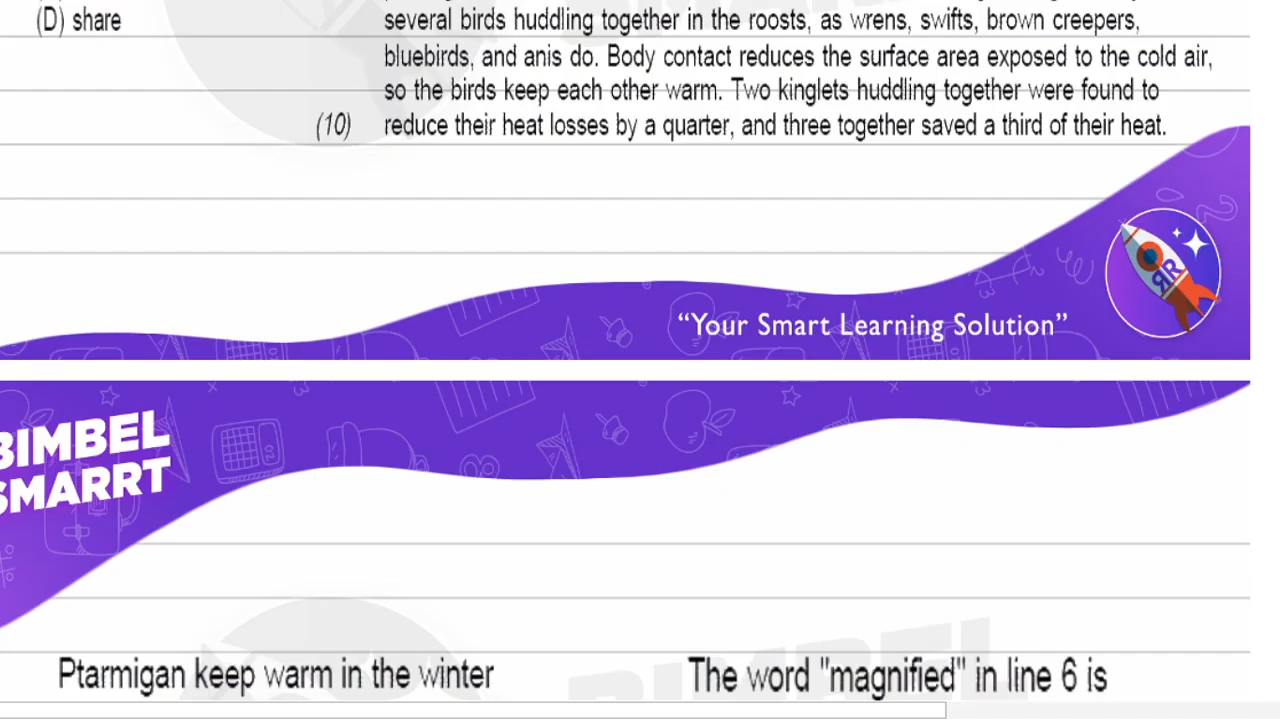 (D) share
several birds huddling together in the roosts, as wrens, swifts, brown creepers,
bluebirds, and anis do. Body contact reduces the surface area exposed to the cold air,
so the birds keep each other warm. Two kinglets huddling together were found to
(10) reduce their heat losses by a quarter, and three together saved a third of their heat.
“Your Smart Learning Solution”
BIMBEL
SMARRT
Ptarmigan keep warm in the winter
The word "magnified" in line 6 is